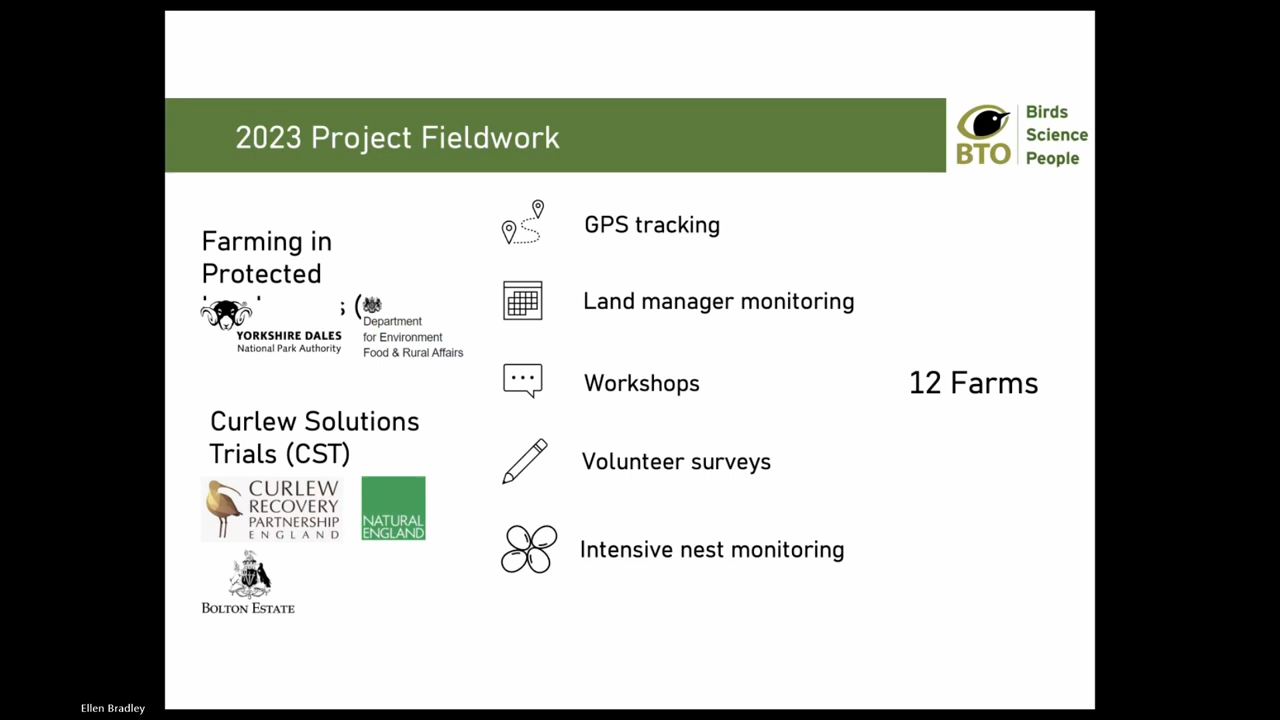 2023 Project Fieldwork
BTO
Birds
Science
People
Farming in
Protected
YORKSHIRE DALES
National Park Authority
Department
for Environment
Food & Rural Affairs
Curlew Solutions
Trials (CST)
CURLEW
RECOVERY
PARTNERSHIP
ENGLAND
NATURAL
ENGLAND
BOLTON ESTATE
GPS tracking
Land manager monitoring
Workshops
Volunteer surveys
Intensive nest monitoring
12 Farms
Ellen Bradley